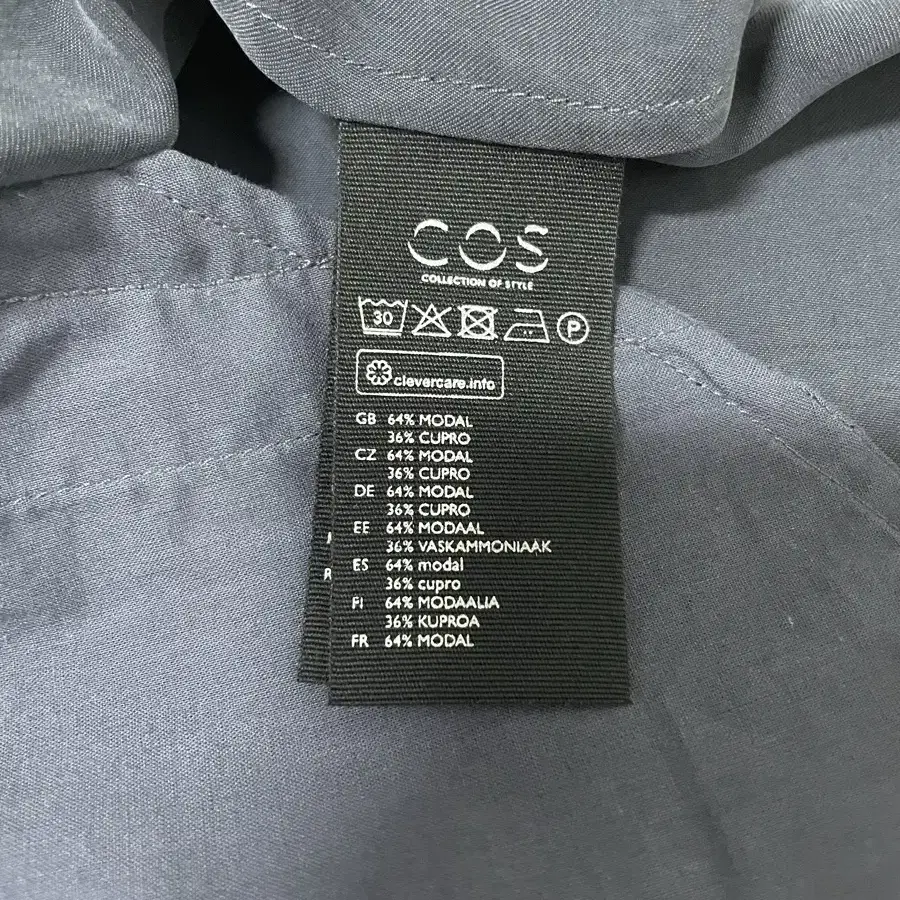 COS
COLLECTION OF STYLE
30 P
clevercare.info
GB 64% MODAL
36% CUPRO
CZ 64% MODAL
36% CUPRO
DE 64% MODAL
36% CUPRO
EE 64% MODAAL
36% VASKAMMONIAAK
ES 64% modal
36% cupro
FI 64% MODAALIA
36% KUPROA
FR 64% MODAL